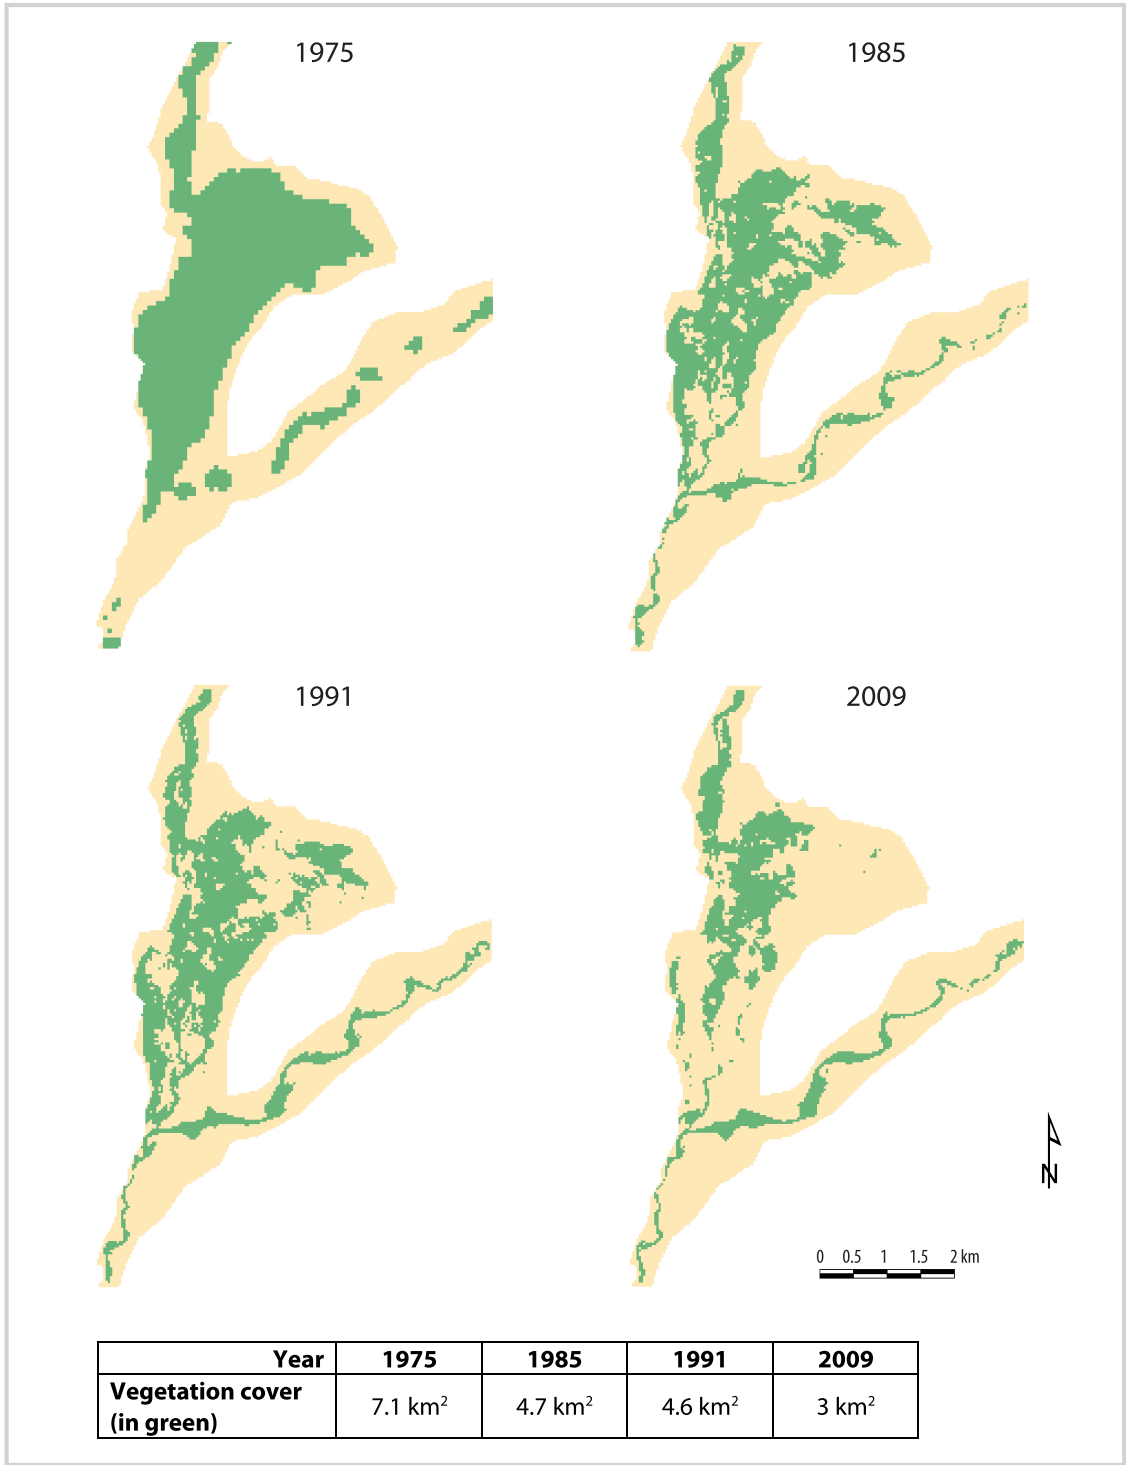 1975
1985
1991
2009
N
0 0.5 1 1.5 2 km
Year 1975 1985 1991 2009
Vegetation cover
(in green) 7.1 km² 4.7 km² 4.6 km² 3 km²